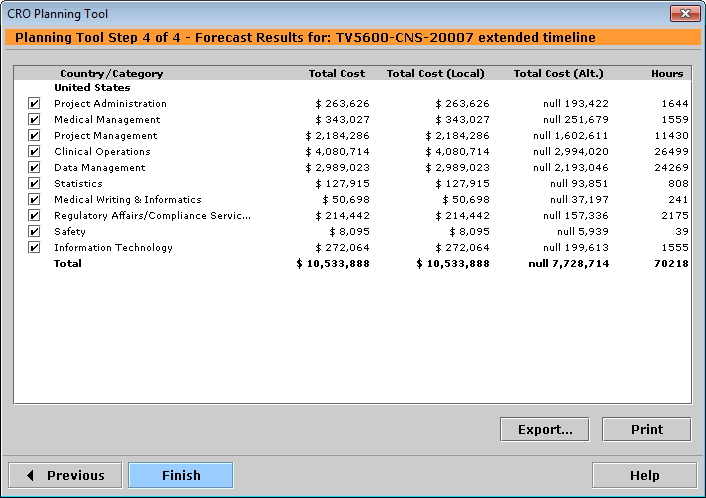 CRO Planning Tool
Planning Tool Step 4 of 4 - Forecast Results for: TV5600-CNS-20007 extended timeline
Country/Category Total Cost Total Cost (Local) Total Cost (Alt.) Hours
United States
Project Administration $ 263,626 $ 263,626 null 193,422 1644
Medical Management $ 343,027 $ 343,027 null 251,679 1559
Project Management $ 2,184,286 $ 2,184,286 null 1,602,611 11430
Clinical Operations $ 4,080,714 $ 4,080,714 null 2,994,020 26499
Data Management $ 2,989,023 $ 2,989,023 null 2,193,046 24269
Statistics $ 127,915 $ 127,915 null 93,851 808
Medical Writing & Informatics $ 50,698 $ 50,698 null 37,197 241
Regulatory Affairs/Compliance Servic... $ 214,442 $ 214,442 null 157,336 2175
Safety $ 8,095 $ 8,095 null 5,939 39
Information Technology $ 272,064 $ 272,064 null 199,613 1555
Total $ 10,533,888 $ 10,533,888 null 7,728,714 70218
Export... Print
Previous Finish Help